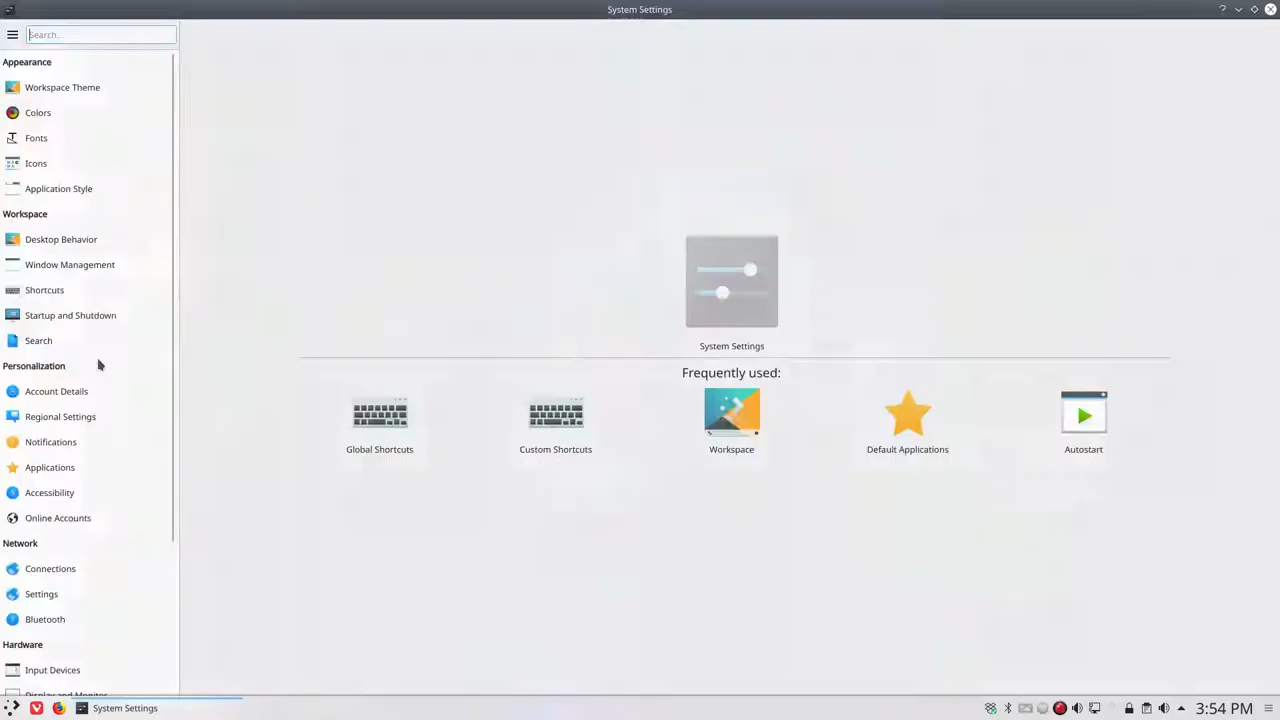 System Settings
Search...
Appearance
Workspace Theme
Colors
Fonts
Icons
Application Style
Workspace
Desktop Behavior
Window Management
Shortcuts
Startup and Shutdown
Search
Personalization
Account Details
Regional Settings
Notifications
Applications
Accessibility
Online Accounts
Network
Connections
Settings
Bluetooth
Hardware
Input Devices
Display and Monitor
System Settings
Frequently used:
Global Shortcuts
Custom Shortcuts
Workspace
Default Applications
Autostart
System Settings
3:54 PM